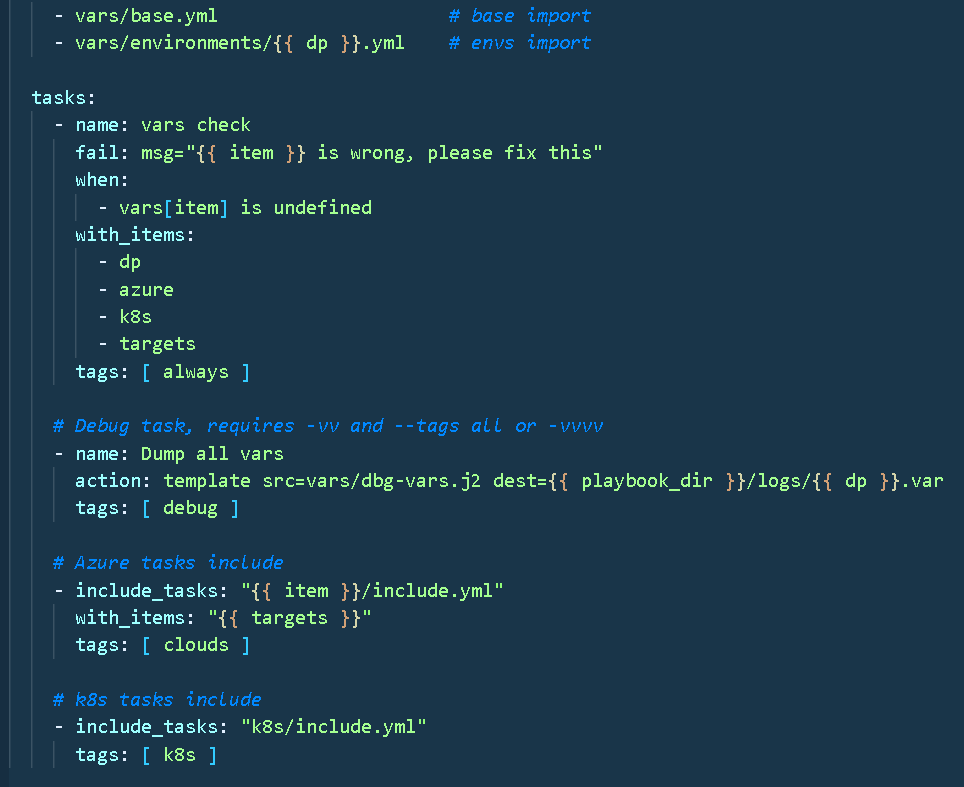 - vars/base.yml # base import
- vars/environments/{{ dp }}.yml # envs import
tasks:
- name: vars check
fail: msg="{{ item }} is wrong, please fix this"
when:
- vars[item] is undefined
with_items:
- dp
- azure
- k8s
- targets
tags: [ always ]
# Debug task, requires -vv and --tags all or -vvvv
- name: Dump all vars
action: template src=vars/dbg-vars.j2 dest={{ playbook_dir }}/logs/{{ dp }}.var
tags: [ debug ]
# Azure tasks include
- include_tasks: "{{ item }}/include.yml"
with_items: "{{ targets }}"
tags: [ clouds ]
# k8s tasks include
- include_tasks: "k8s/include.yml"
tags: [ k8s ]